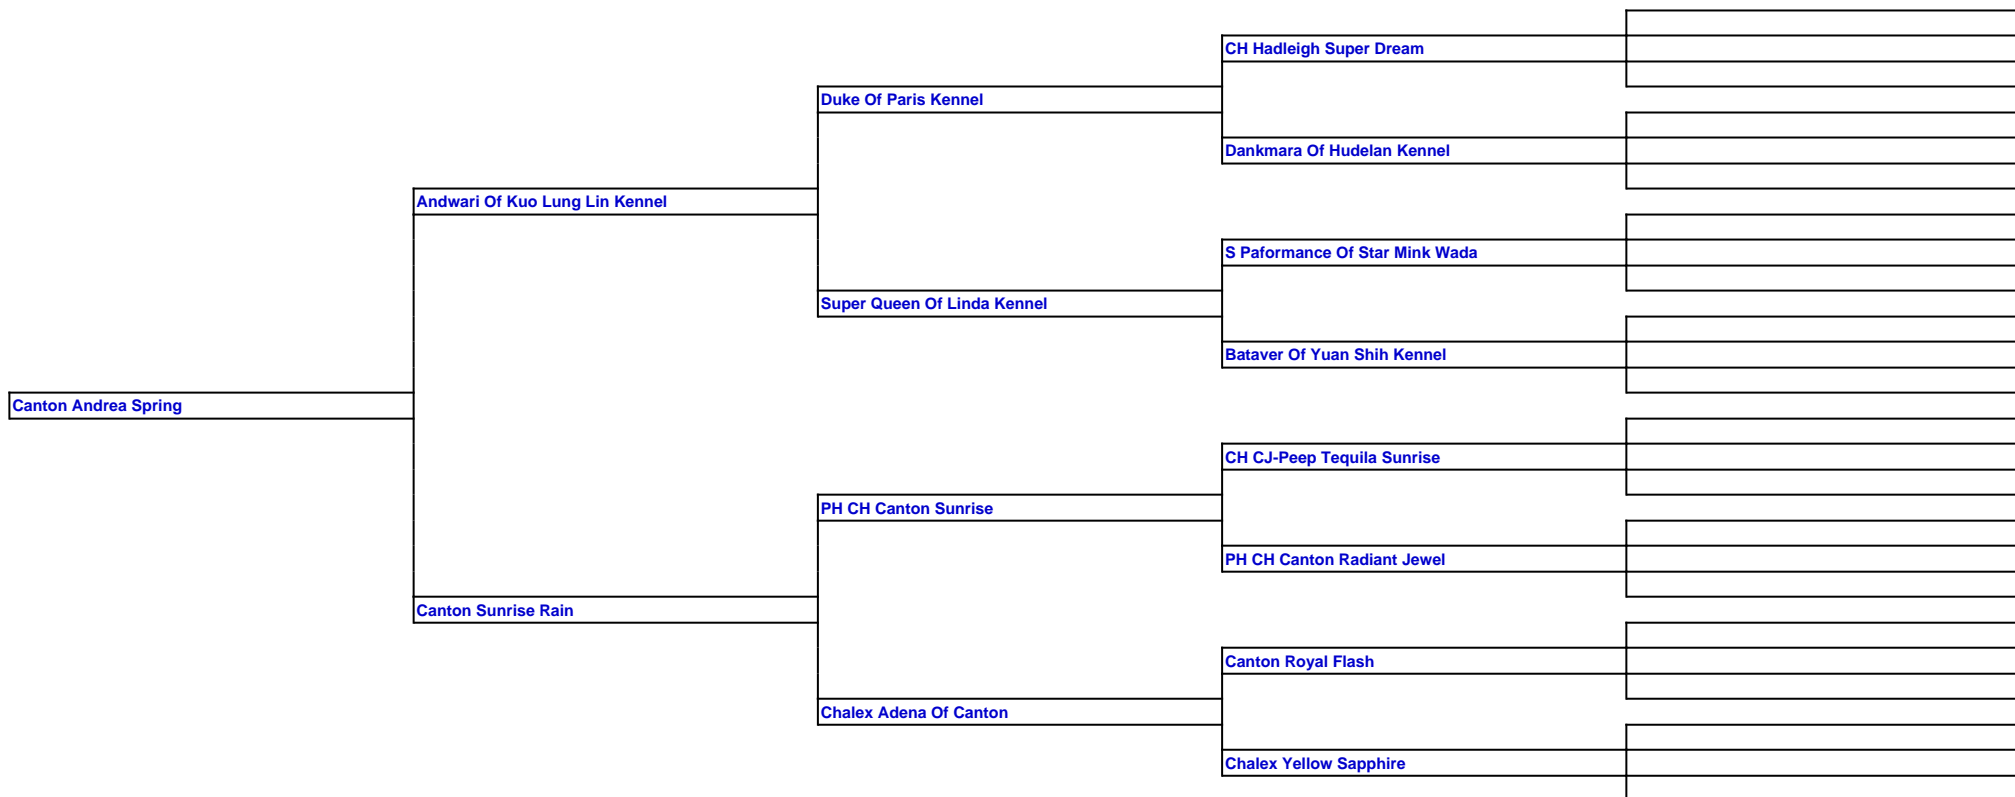 CH Hadleigh Super Dream
Duke Of Paris Kennel
Dankmara Of Hudelan Kennel
Andwari Of Kuo Lung Lin Kennel
S Paformance Of Star Mink Wada
Super Queen Of Linda Kennel
Bataver Of Yuan Shih Kennel
Canton Andrea Spring
CH CJ-Peep Tequila Sunrise
PH CH Canton Sunrise
PH CH Canton Radiant Jewel
Canton Sunrise Rain
Canton Royal Flash
Chalex Adena Of Canton
Chalex Yellow Sapphire